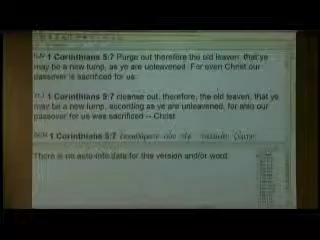 1 Corinthians 5:7 Purge out therefore the old leaven, that ye
may be a new lump, as ye are unleavened. For even Christ our
passover is sacrificed for us:
1 Corinthians 5:7 cleanse out, therefore, the old leaven, that ye
may be a new lump, according as ye are unleavened, for also our
passover for us was sacrificed -- Christ
1 Corinthians 5:7
There is no auto-info data for this version and/or word.